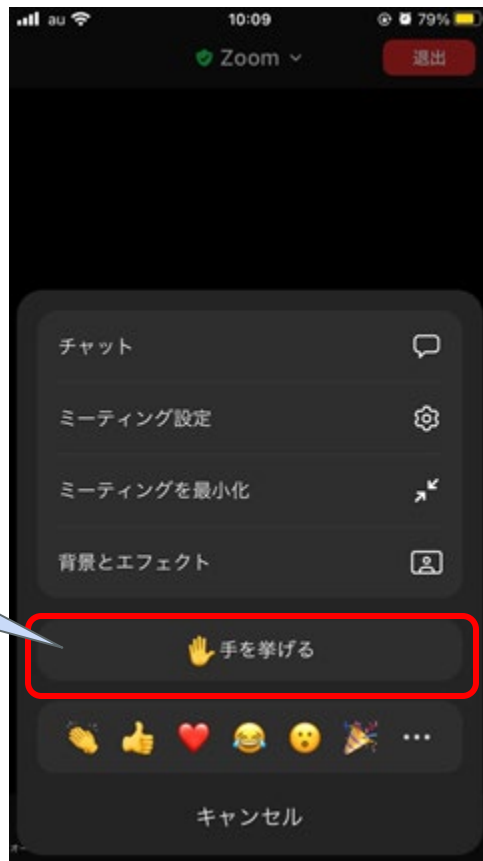 au 10:09 79%
Zoom
退出
チャット
ミーティング設定
ミーティングを最小化
背景とエフェクト
手を挙げる
キャンセル